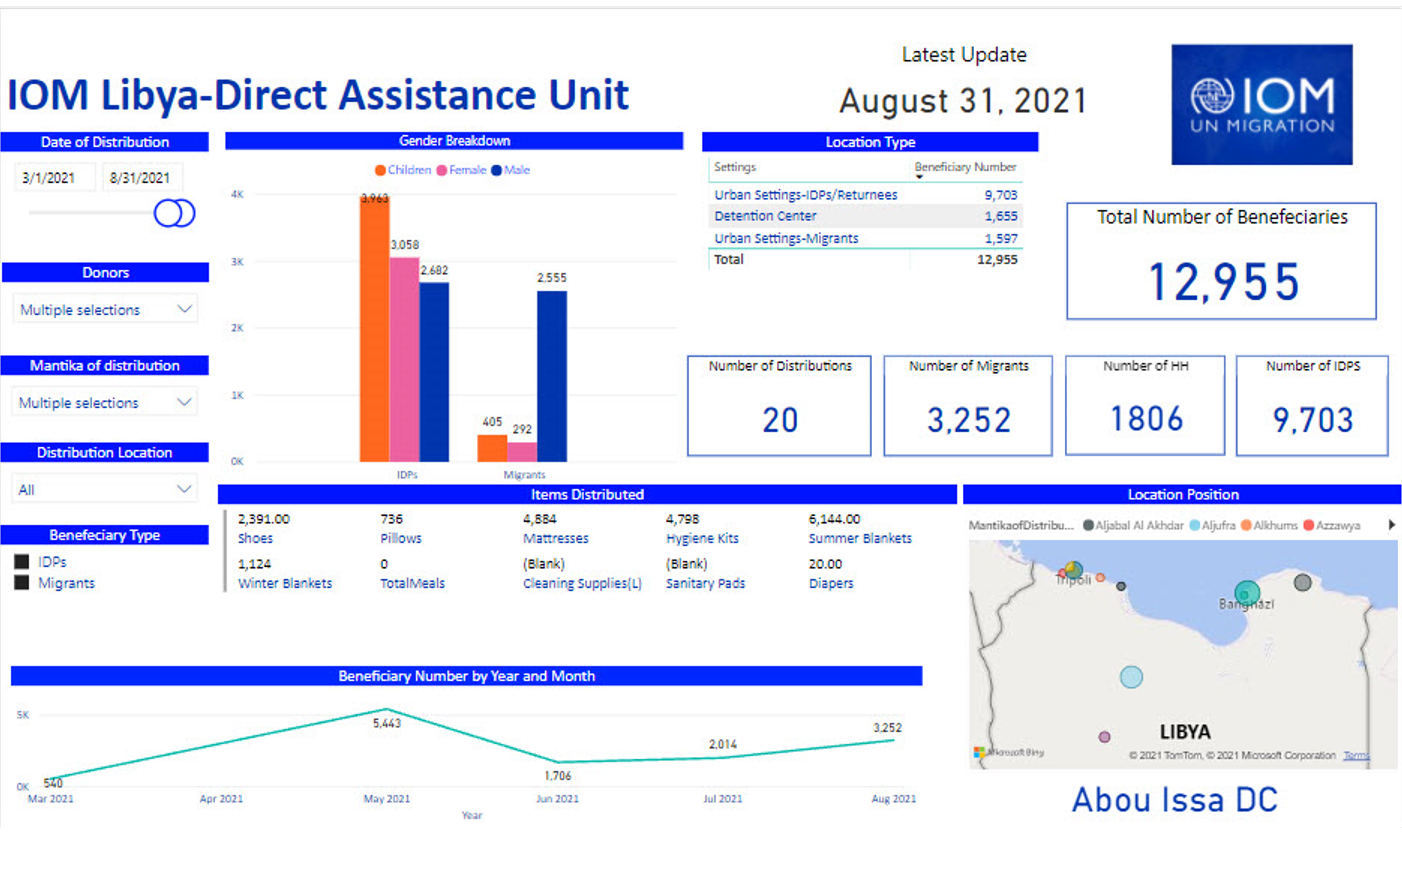 IOM Libya-Direct Assistance Unit
Latest Update
August 31, 2021
IOM
UN MIGRATION
Date of Distribution
3/1/2021 8/31/2021
Donors
Multiple selections
Mantika of distribution
Multiple selections
Distribution Location
All
Benefeciary Type
IDPs
Migrants
Gender Breakdown
Children Female Male
4K
3K
2K
1K
0K
3,963
3,058
2,682
405
292
2,555
IDPs
Migrants
Location Type
Settings Beneficiary Number
Urban Settings-IDPs/Returnees 9,703
Detention Center 1,655
Urban Settings-Migrants 1,597
Total 12,955
Total Number of Benefeciaries
12,955
Number of Distributions
20
Number of Migrants
3,252
Number of HH
1806
Number of IDPS
9,703
Items Distributed
2,391.00 736 4,884 4,798 6,144.00
Shoes Pillows Mattresses Hygiene Kits Summer Blankets
1,124 0 (Blank) (Blank) 20.00
Winter Blankets TotalMeals Cleaning Supplies(L) Sanitary Pads Diapers
Location Position
MantikaofDistribu... Aljabal Al Akhdar Aljufra Alkhums Azzawya
Tripoli
Banghazi
LIBYA
Microsoft Bing
© 2021 TomTom, © 2021 Microsoft Corporation Terms
Abou Issa DC
Beneficiary Number by Year and Month
5K
0K
540
5,443
1,706
2,014
3,252
Mar 2021 Apr 2021 May 2021 Jun 2021 Jul 2021 Aug 2021
Year